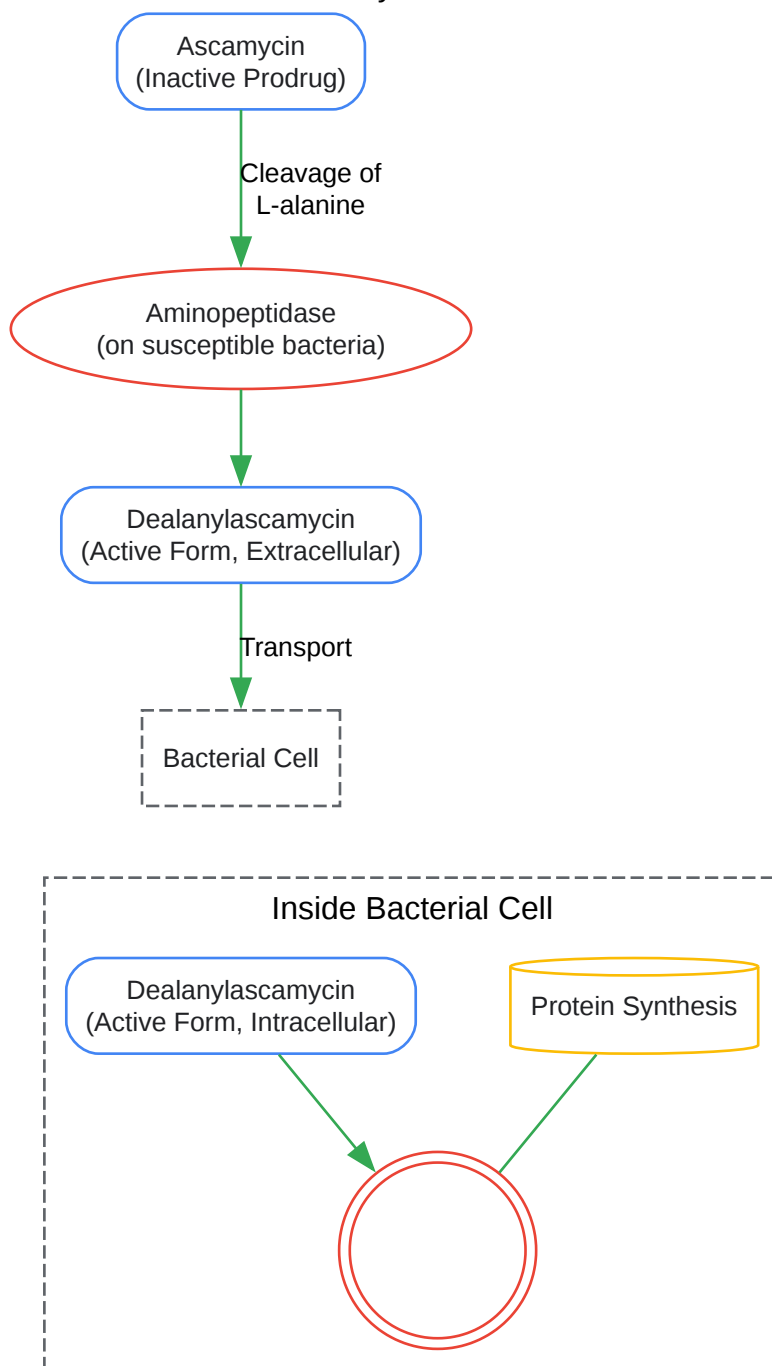 Ascamycin
(Inactive Prodrug)
Cleavage of
L-alanine
Aminopeptidase
(on susceptible bacteria)
Dealanylascamycin
(Active Form, Extracellular)
Transport
Bacterial Cell
Inside Bacterial Cell
Dealanylascamycin
(Active Form, Intracellular)
Protein Synthesis